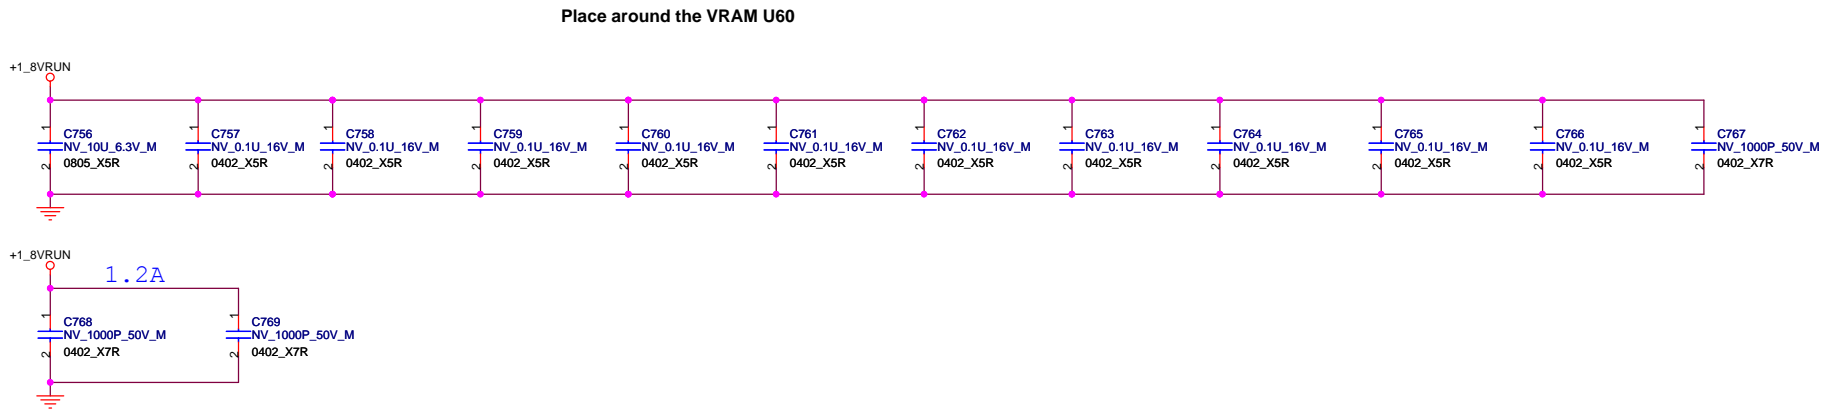 Place around the VRAM U60
+1_8VRUN
1 1 1 1 1 1 1 1 1 1 1 1
C756 C757 C758 C759 C760 C761 C762 C763 C764 C765 C766 C767
NV_10U_6.3V_M NV_0.1U_16V_M NV_0.1U_16V_M NV_0.1U_16V_M NV_0.1U_16V_M NV_0.1U_16V_M NV_0.1U_16V_M NV_0.1U_16V_M NV_0.1U_16V_M NV_0.1U_16V_M NV_0.1U_16V_M NV_1000P_50V_M
2 2 2 2 2 2 2 2 2 2 2 2
0805_X5R 0402_X5R 0402_X5R 0402_X5R 0402_X5R 0402_X5R 0402_X5R 0402_X5R 0402_X5R 0402_X5R 0402_X5R 0402_X7R
+1_8VRUN
1.2A
1 1
C768 C769
NV_1000P_50V_M NV_1000P_50V_M
2 2
0402_X7R 0402_X7R